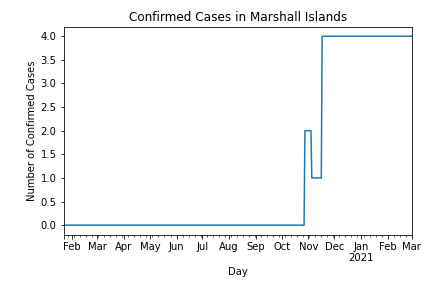 Confirmed Cases in Marshall Islands
Number of Confirmed Cases
4.0
3.5
3.0
2.5
2.0
1.5
1.0
0.5
0.0
Feb Mar Apr May Jun Jul Aug Sep Oct Nov Dec Jan Feb Mar
2021
Day